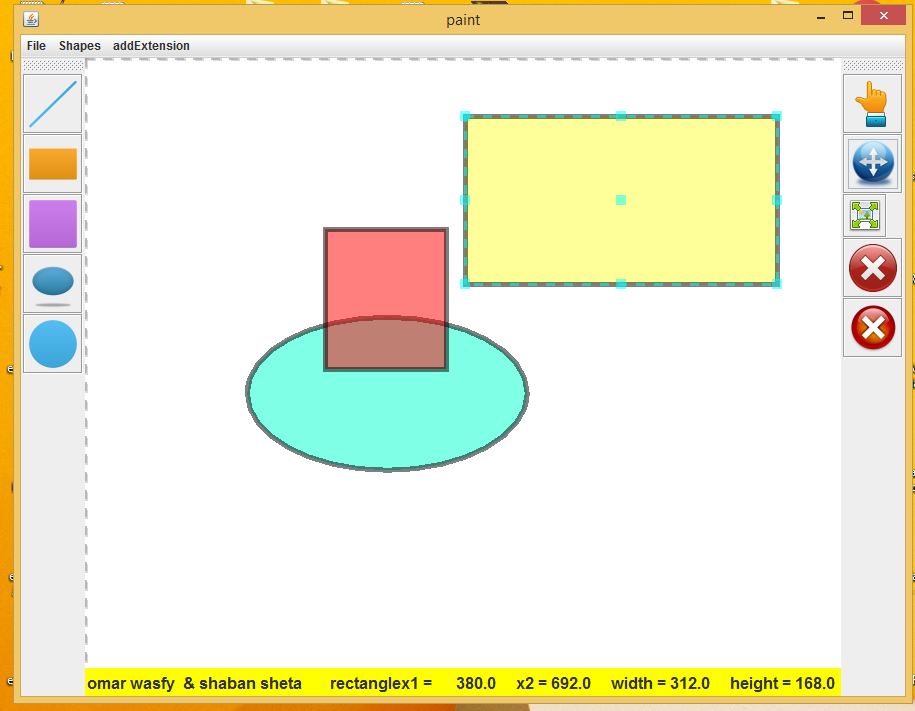 paint
File Shapes addExtension
omar wasfy & shaban sheta rectanglex1 = 380.0 x2 = 692.0 width = 312.0 height = 168.0